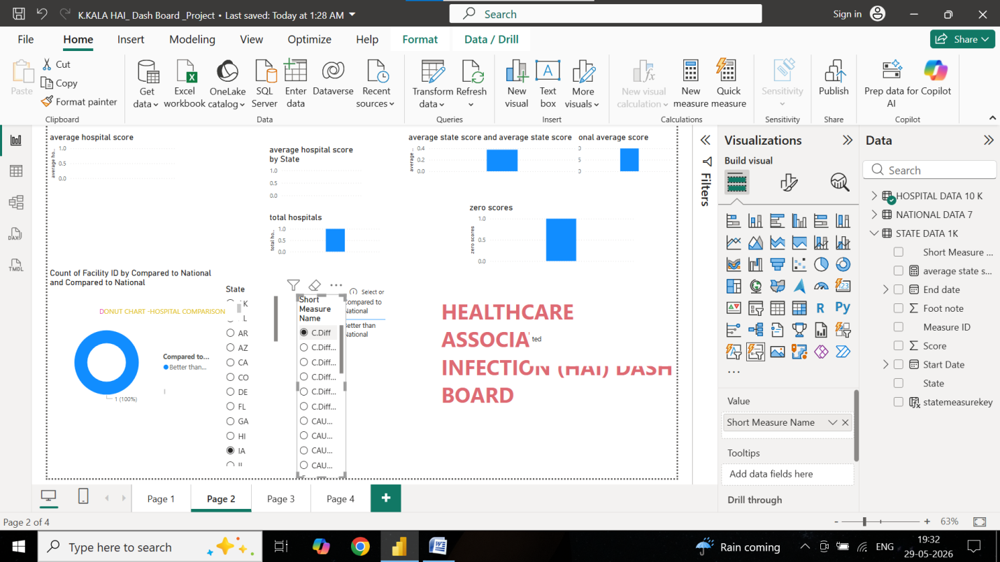 K.KALA HAI_ Dash Board _Project • Last saved: Today at 1:28 AM
Search
Sign in
File
Home
Insert
Modeling
View
Optimize
Help
Format
Data / Drill
Share
Paste
Cut
Copy
Format painter
Clipboard
Get data
Excel workbook
OneLake catalog
SQL Server
Enter data
Dataverse
Recent sources
Data
Transform data
Refresh
Queries
New visual
Text box
More visuals
Insert
New visual calculation
New measure
Quick measure
Calculations
Sensitivity
Sensitivity
Publish
Share
Prep data for AI
Copilot
Copilot
average hospital score
average ho...
1.0
0.5
0.0
average hospital score
by State
1.0
0.5
0.0
total hospitals
total ho...
1.0
0.5
0.0
average state score and average state score
average ...
0.4
0.2
0.0
onal average score
zero scores
zero scores
1.0
0.5
0.0
Count of Facility ID by Compared to National
and Compared to National
DONUT CHART -HOSPITAL COMPARISON
Compared to...
Better than...
1 (100%)
State
AR
AZ
CA
CO
DE
FL
GA
HI
IA
Short
Measure
Name
C.Diff
C.Diff...
C.Diff...
C.Diff...
C.Diff...
C.Diff...
CAU...
CAU...
CAU...
CAU...
Select or
Compared to
National
Better than
National
HEALTHCARE
ASSOCIA
ted
INFECTION (HAI) DASH
BOARD
Filters
Visualizations
Build visual
Value
Short Measure Name
Tooltips
Add data fields here
Drill through
Data
Search
HOSPITAL DATA 10 K
NATIONAL DATA 7
STATE DATA 1K
Short Measure ...
average state s...
End date
Foot note
Measure ID
Score
Start Date
State
statemeasurekey
Page 1
Page 2
Page 3
Page 4
Page 2 of 4
63%
Type here to search
Rain coming
ENG
19:32
29-05-2026